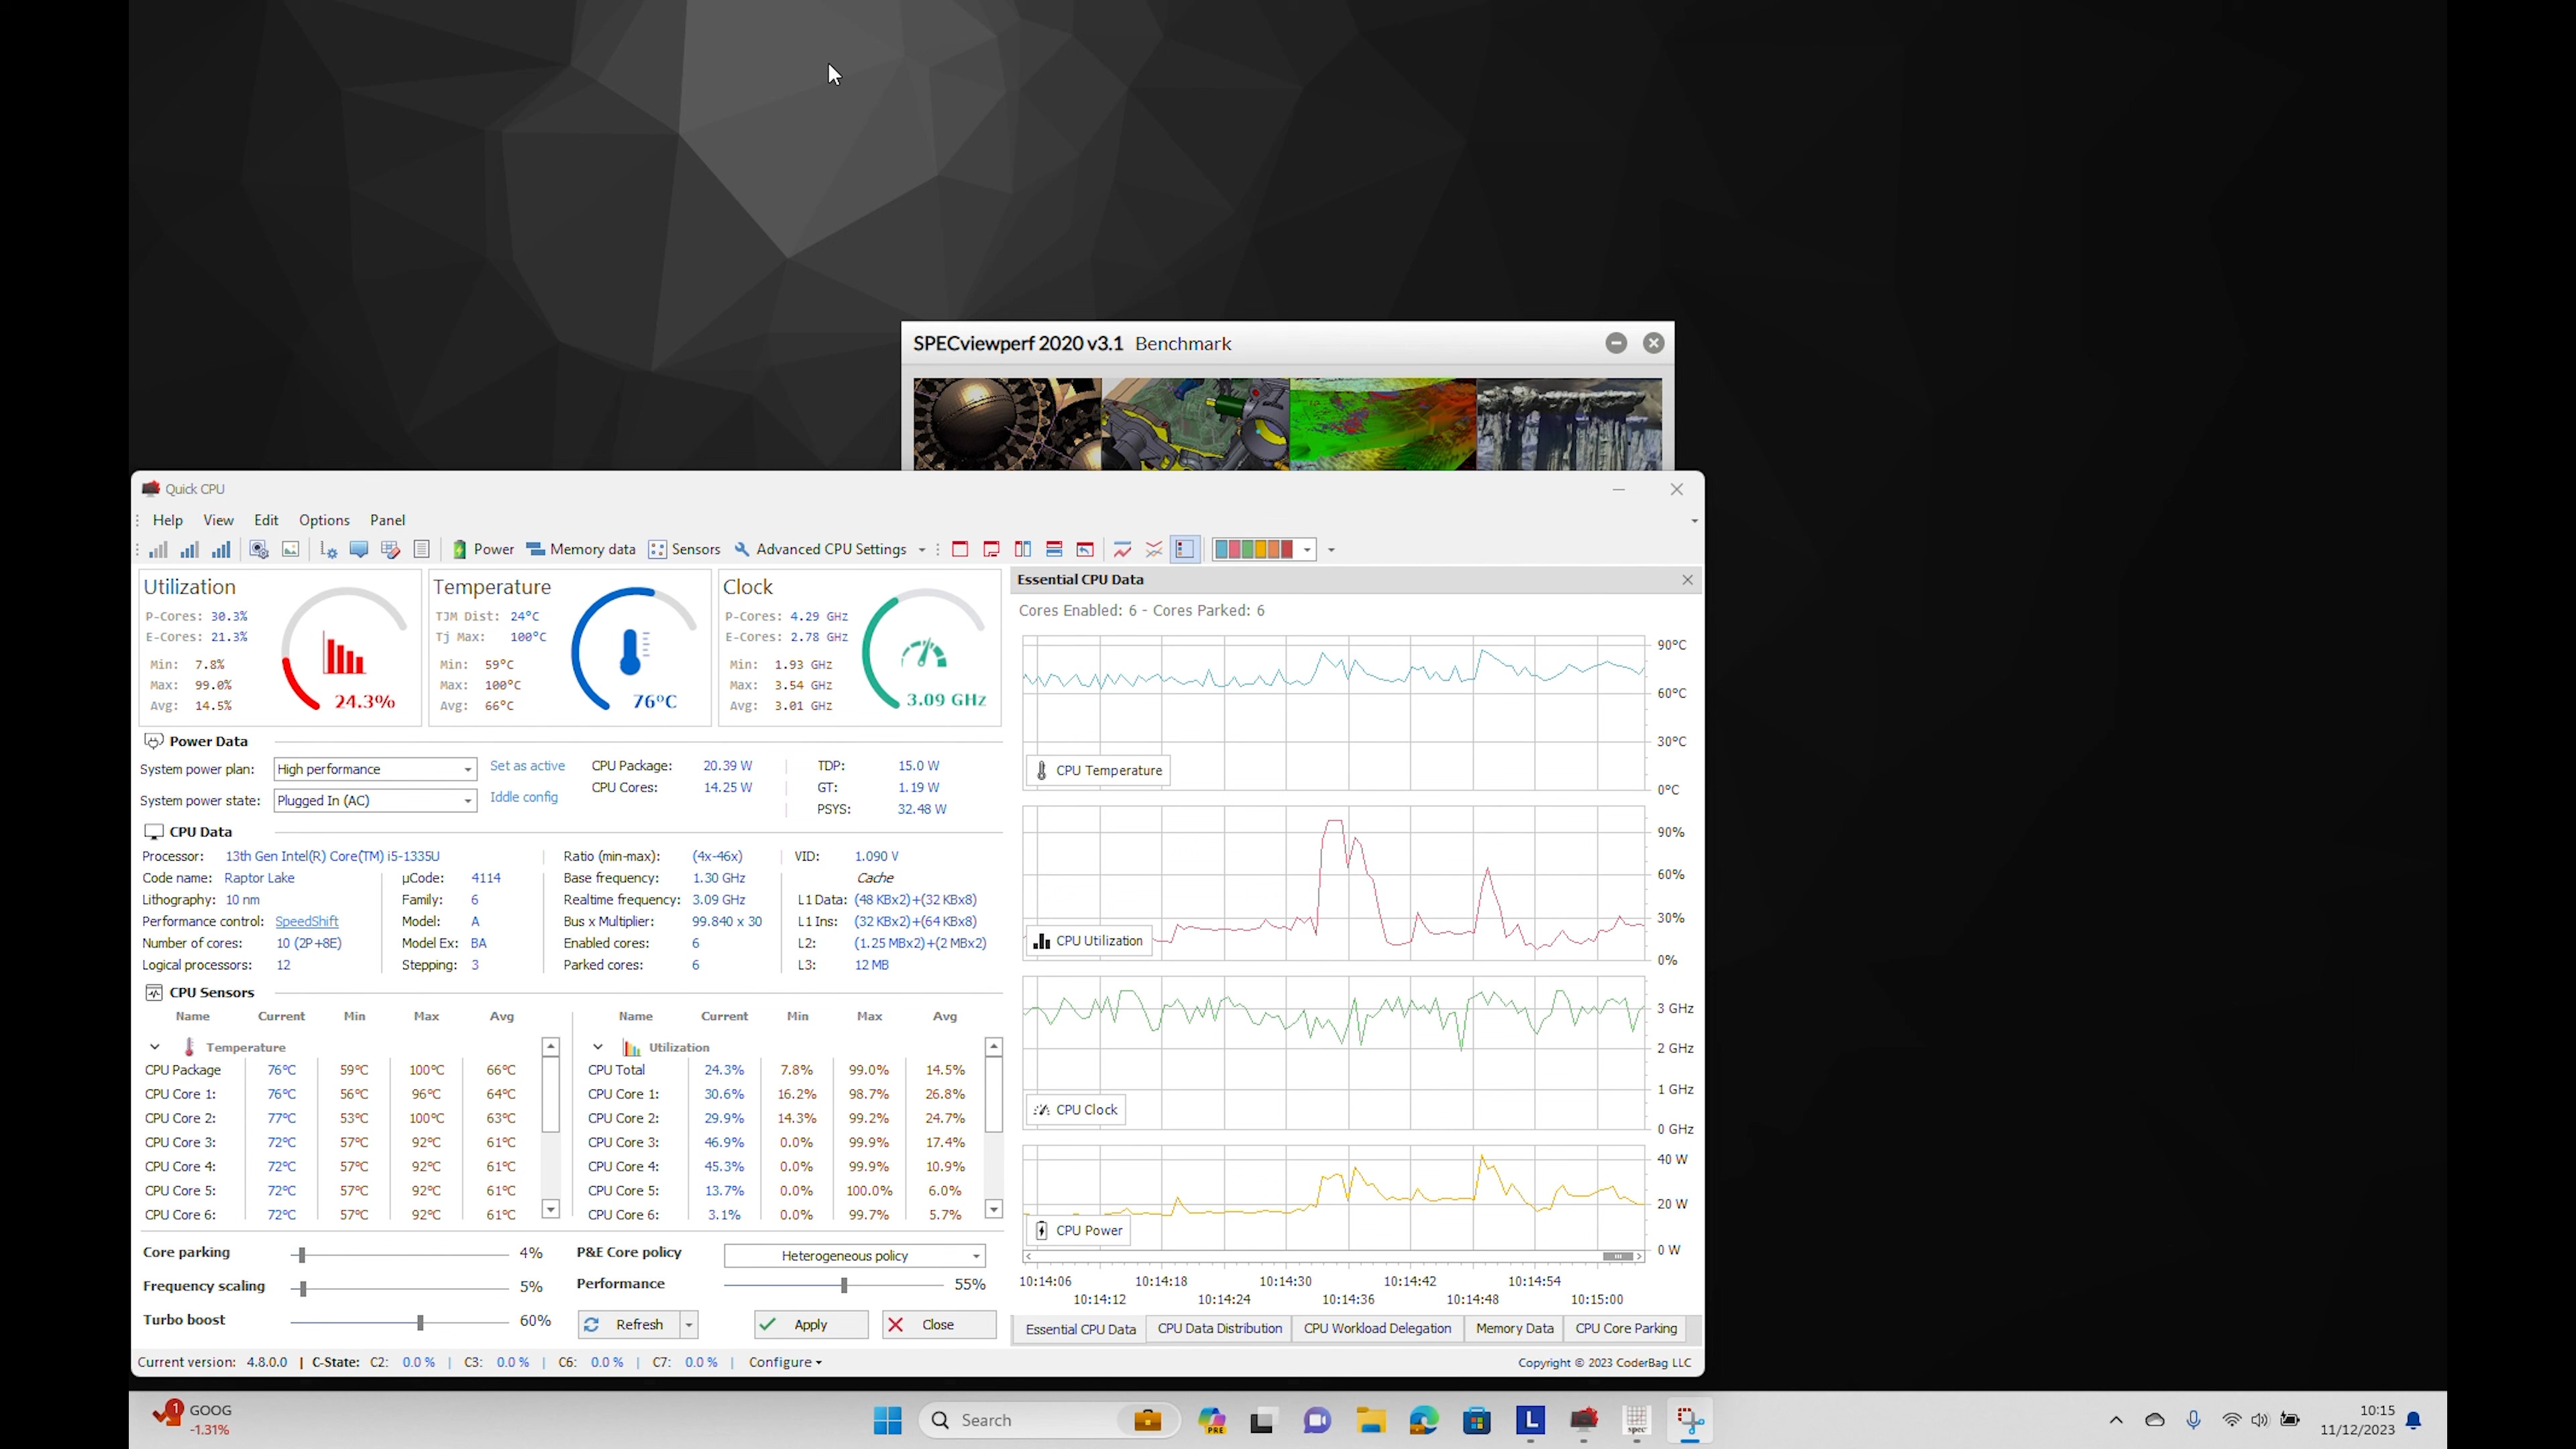 SPECviewperf 2020 v3.1 Benchmark
Quick CPU
Help View Edit Options Panel
Power Memory data Sensors Advanced CPU Settings
Utilization
P-Cores: 30.3%
E-Cores: 21.3%
Min: 7.8%
Max: 99.0%
Avg: 14.5%
24.3%
Temperature
TJM Dist: 24°C
Tj Max: 100°C
Min: 59°C
Max: 100°C
Avg: 66°C
76°C
Clock
P-Cores: 4.29 GHz
E-Cores: 2.78 GHz
Min: 1.93 GHz
Max: 3.54 GHz
Avg: 3.01 GHz
3.09 GHz
Power Data
System power plan: High performance Set as active CPU Package: 20.39 W TDP: 15.0 W
CPU Cores: 14.25 W GT: 1.19 W
System power state: Plugged In (AC) Iddle config PSYS: 32.48 W
CPU Data
Processor: 13th Gen Intel(R) Core(TM) i5-1335U Ratio (min-max): (4x-46x) VID: 1.090 V
Code name: Raptor Lake µCode: 4114 Base frequency: 1.30 GHz Cache
Lithography: 10 nm Family: 6 Realtime frequency: 3.09 GHz L1 Data: (48 KBx2)+(32 KBx8)
Performance control: SpeedShift Model: A Bus x Multiplier: 99.840 x 30 L1 Ins: (32 KBx2)+(64 KBx8)
Number of cores: 10 (2P+8E) Model Ex: BA Enabled cores: 6 L2: (1.25 MBx2)+(2 MBx2)
Logical processors: 12 Stepping: 3 Parked cores: 6 L3: 12 MB
CPU Sensors
Name Current Min Max Avg
Temperature
CPU Package 76°C 59°C 100°C 66°C
CPU Core 1: 76°C 56°C 96°C 64°C
CPU Core 2: 77°C 53°C 100°C 63°C
CPU Core 3: 72°C 57°C 92°C 61°C
CPU Core 4: 72°C 57°C 92°C 61°C
CPU Core 5: 72°C 57°C 92°C 61°C
CPU Core 6: 72°C 57°C 92°C 61°C
Name Current Min Max Avg
Utilization
CPU Total 24.3% 7.8% 99.0% 14.5%
CPU Core 1: 30.6% 16.2% 98.7% 26.8%
CPU Core 2: 29.9% 14.3% 99.2% 24.7%
CPU Core 3: 46.9% 0.0% 99.9% 17.4%
CPU Core 4: 45.3% 0.0% 99.9% 10.9%
CPU Core 5: 13.7% 0.0% 100.0% 6.0%
CPU Core 6: 3.1% 0.0% 99.7% 5.7%
Core parking 4% P&E Core policy Heterogeneous policy
Frequency scaling 5% Performance 55%
Turbo boost 60% Refresh Apply Close
Essential CPU Data
Cores Enabled: 6 - Cores Parked: 6
90°C
60°C
30°C
0°C
CPU Temperature
90%
60%
30%
0%
CPU Utilization
3 GHz
2 GHz
1 GHz
0 GHz
CPU Clock
40 W
20 W
0 W
CPU Power
10:14:06 10:14:18 10:14:30 10:14:42 10:14:54
10:14:12 10:14:24 10:14:36 10:14:48 10:15:00
Essential CPU Data CPU Data Distribution CPU Workload Delegation Memory Data CPU Core Parking
Current version: 4.8.0.0 | C-State: C2: 0.0 % | C3: 0.0 % | C6: 0.0 % | C7: 0.0 % | Configure
Copyright © 2023 CoderBag LLC
1
GOOG
-1.31%
Search
PRE
L
spec
10:15
11/12/2023